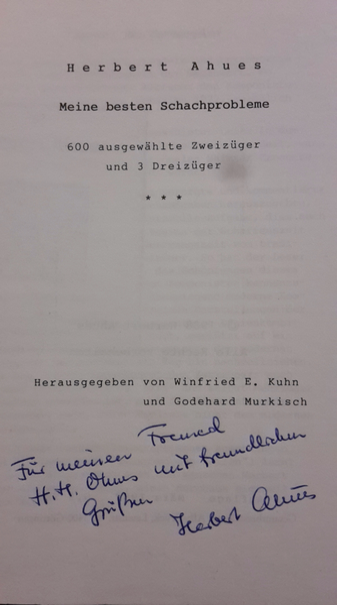 Herbert Ahues
Meine besten Schachprobleme
600 ausgewählte Zweizüger
und 3 Dreizüger
* * *
Herausgegeben von Winfried E. Kuhn
und Godehard Murkisch
Für meinen Freund
H.H. mit freundlichen
Grüßen
Herbert Ahues